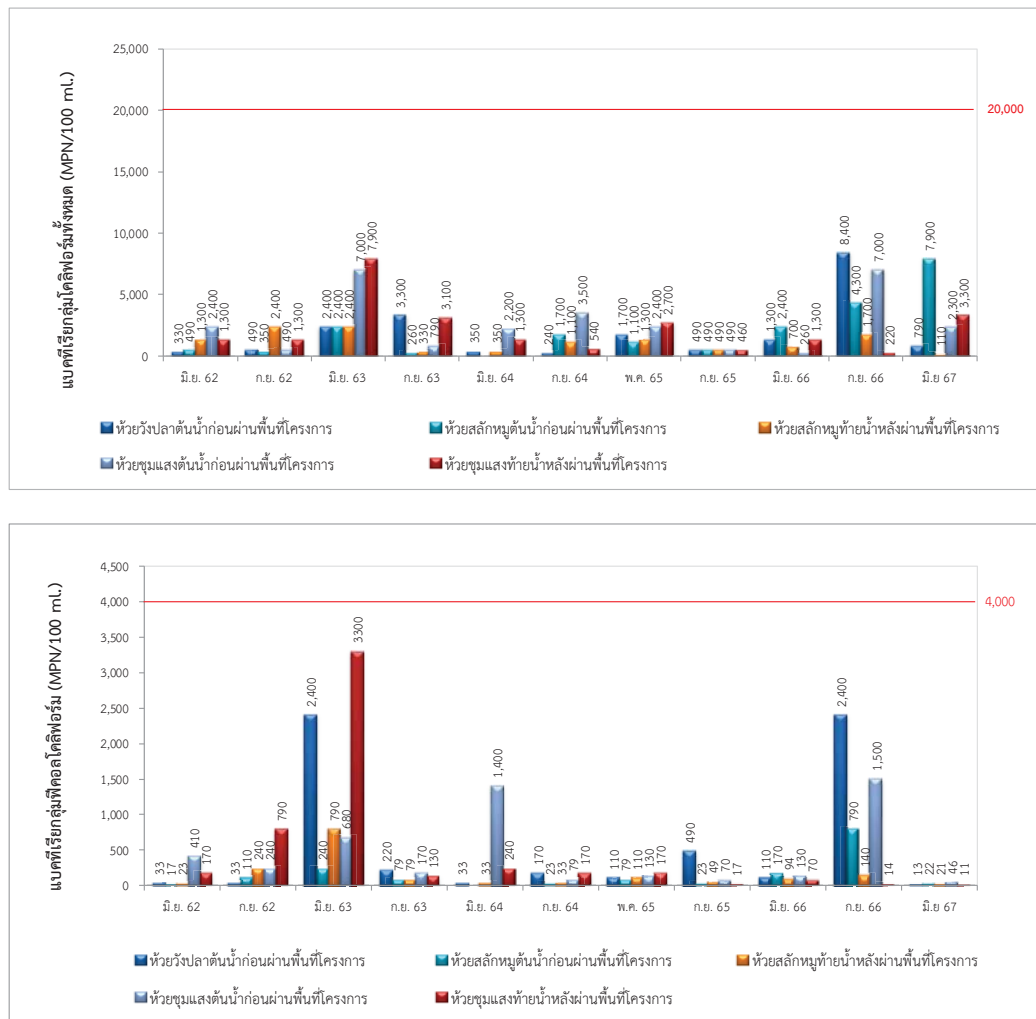 แบคทีเรียกลุ่มโคลิฟอร์มทั้งหมด (MPN/100 ml.)
25,000
20,000
15,000
10,000
5,000
0
20,000
330 490 1,300 2,400 1,300
490 350 2,400 490 1,300
2,400 2,400 2,400 7,000 7,900
3,300 260 330 790 3,100
350 350 2,200 1,300
240 1,700 1,100 3,500 540
1,700 1,100 1,300 2,400 2,700
490 490 490 490 460
1,300 2,400 700 260 1,300
8,400 4,300 1,700 7,000 220
790 7,900 110 2,300 3,300
มิ.ย. 62 ก.ย. 62 มิ.ย. 63 ก.ย. 63 มิ.ย. 64 ก.ย. 64 พ.ค. 65 ก.ย. 65 มิ.ย. 66 ก.ย. 66 มิ.ย 67
ห้วยวังปลาต้นน้ำก่อนผ่านพื้นที่โครงการ ห้วยสลักหมูต้นน้ำก่อนผ่านพื้นที่โครงการ ห้วยสลักหมูท้ายน้ำหลังผ่านพื้นที่โครงการ
ห้วยชุมแสงต้นน้ำก่อนผ่านพื้นที่โครงการ ห้วยชุมแสงท้ายน้ำหลังผ่านพื้นที่โครงการ
แบคทีเรียกลุ่มฟีคอลโคลิฟอร์ม (MPN/100 ml.)
4,500
4,000
3,500
3,000
2,500
2,000
1,500
1,000
500
0
4,000
33 17 23 410 170
33 110 240 240 790
2,400 240 790 680 3300
220 79 79 170 130
33 33 1,400 240
170 23 33 79 170
110 79 110 130 170
490 23 49 70 17
110 170 94 130 70
2,400 790 140 1,500 14
13 22 21 46 11
มิ.ย. 62 ก.ย. 62 มิ.ย. 63 ก.ย. 63 มิ.ย. 64 ก.ย. 64 พ.ค. 65 ก.ย. 65 มิ.ย. 66 ก.ย. 66 มิ.ย 67
ห้วยวังปลาต้นน้ำก่อนผ่านพื้นที่โครงการ ห้วยสลักหมูต้นน้ำก่อนผ่านพื้นที่โครงการ ห้วยสลักหมูท้ายน้ำหลังผ่านพื้นที่โครงการ
ห้วยชุมแสงต้นน้ำก่อนผ่านพื้นที่โครงการ ห้วยชุมแสงท้ายน้ำหลังผ่านพื้นที่โครงการ